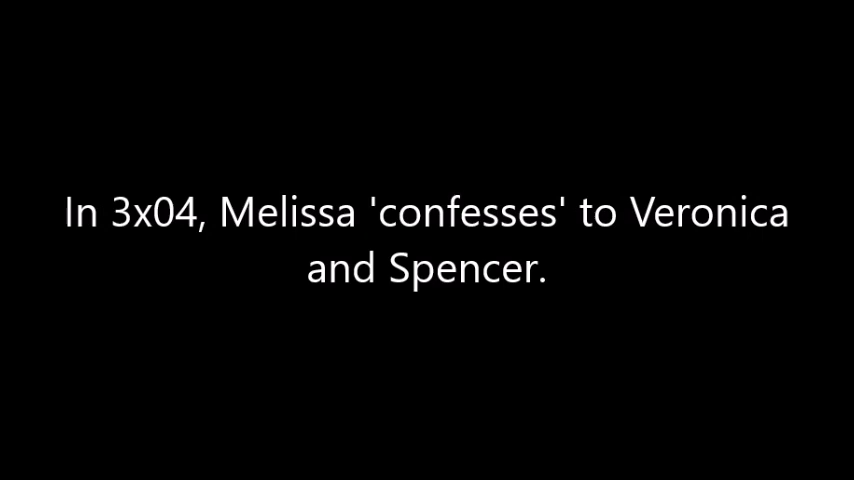 In 3x04, Melissa 'confesses' to Veronica
and Spencer.